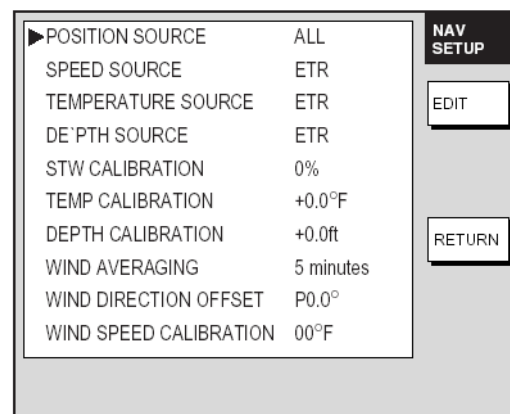 POSITION SOURCE ALL
SPEED SOURCE ETR
TEMPERATURE SOURCE ETR
DE`PTH SOURCE ETR
STW CALIBRATION 0%
TEMP CALIBRATION +0.0°F
DEPTH CALIBRATION +0.0ft
WIND AVERAGING 5 minutes
WIND DIRECTION OFFSET P0.0°
WIND SPEED CALIBRATION 00°F
NAV
SETUP
EDIT
RETURN